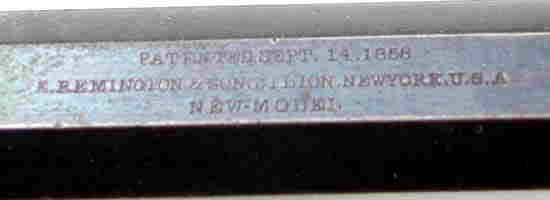 PATENTED SEPT. 14, 1858
E. REMINGTON & SONS, ILION, NEWYORK, U.S.A
NEW-MODEL